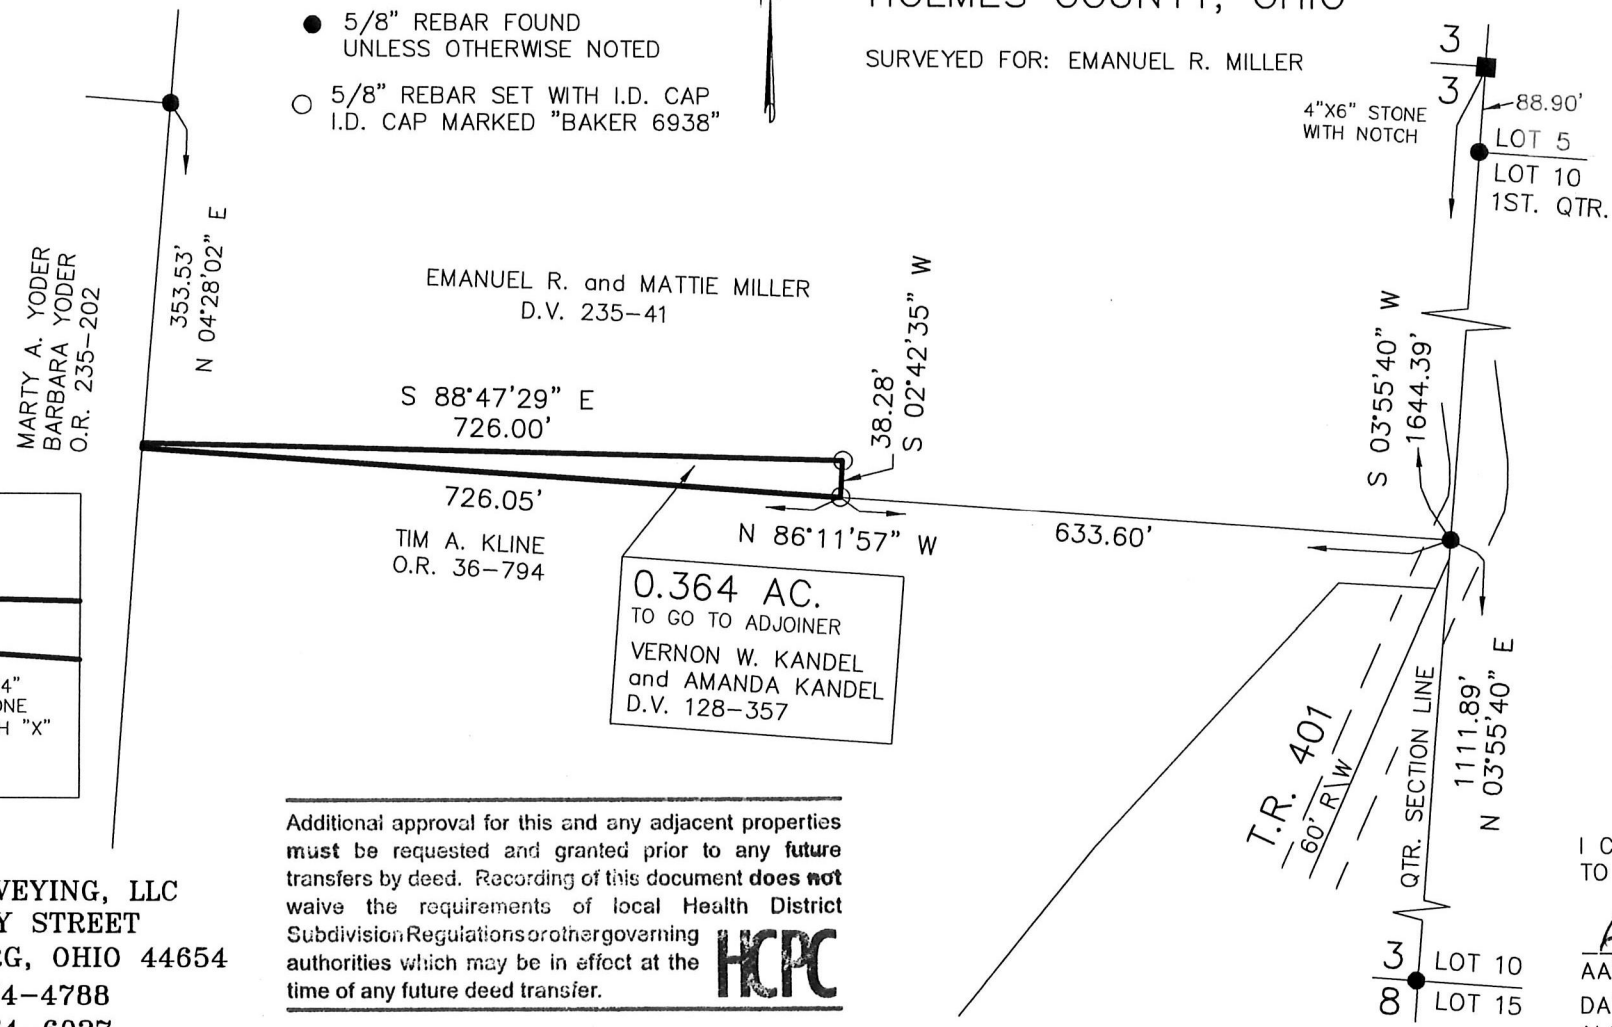 HOLMES COUNTY, OHIO
5/8" REBAR FOUND
UNLESS OTHERWISE NOTED
5/8" REBAR SET WITH I.D. CAP
I.D. CAP MARKED "BAKER 6938"
SURVEYED FOR: EMANUEL R. MILLER
3
3
4"X6" STONE
WITH NOTCH
88.90'
LOT 5
LOT 10
1ST. QTR.
MARTY A. YODER
BARBARA YODER
O.R. 235-202
353.53'
N 04°28'02" E
EMANUEL R. and MATTIE MILLER
D.V. 235-41
38.28'
S 02°42'35" W
S 03°55'40" W
1644.39'
S 88°47'29" E
726.00'
726.05'
TIM A. KLINE
O.R. 36-794
N 86°11'57" W
633.60'
0.364 AC.
TO GO TO ADJOINER
VERNON W. KANDEL
and AMANDA KANDEL
D.V. 128-357
4"
"X"
T.R. 401
60' R\W
QTR. SECTION LINE
1111.89'
N 03°55'40" E
3
8
LOT 10
LOT 15
Additional approval for this and any adjacent properties
must be requested and granted prior to any future
transfers by deed. Recording of this document does not
waive the requirements of local Health District
Subdivision Regulations or other governing
authorities which may be in effect at the
time of any future deed transfer.
HCPC
VEYING, LLC
Y STREET
RG, OHIO 44654
4-4788
I C
TO
AA
DA